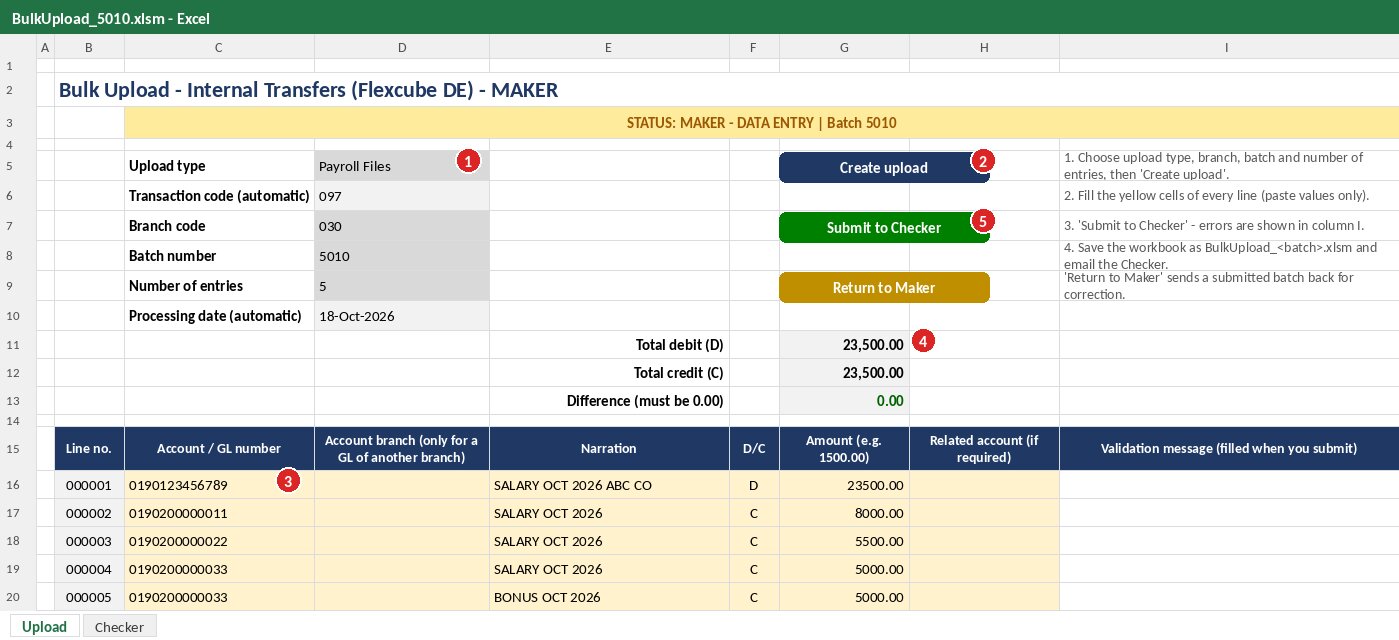 BulkUpload_5010.xlsm - Excel
A B C D E F G H I
1
2 Bulk Upload - Internal Transfers (Flexcube DE) - MAKER
3 STATUS: MAKER - DATA ENTRY | Batch 5010
4
5 Upload type Payroll Files 1 Create upload 2 1. Choose upload type, branch, batch and number of
entries, then 'Create upload'.
6 Transaction code (automatic) 097 2. Fill the yellow cells of every line (paste values only).
7 Branch code 030 Submit to Checker 5 3. 'Submit to Checker' - errors are shown in column I.
8 Batch number 5010 4. Save the workbook as BulkUpload_<batch>.xlsm and
email the Checker.
9 Number of entries 5 Return to Maker 'Return to Maker' sends a submitted batch back for
correction.
10 Processing date (automatic) 18-Oct-2026
11 Total debit (D) 23,500.00 4
12 Total credit (C) 23,500.00
13 Difference (must be 0.00) 0.00
14
15 Line no. Account / GL number Account branch (only for a GL of another branch) Narration D/C Amount (e.g. 1500.00) Related account (if required) Validation message (filled when you submit)
16 000001 0190123456789 3 SALARY OCT 2026 ABC CO D 23500.00
17 000002 0190200000011 SALARY OCT 2026 C 8000.00
18 000003 0190200000022 SALARY OCT 2026 C 5500.00
19 000004 0190200000033 SALARY OCT 2026 C 5000.00
20 000005 0190200000033 BONUS OCT 2026 C 5000.00
Upload Checker